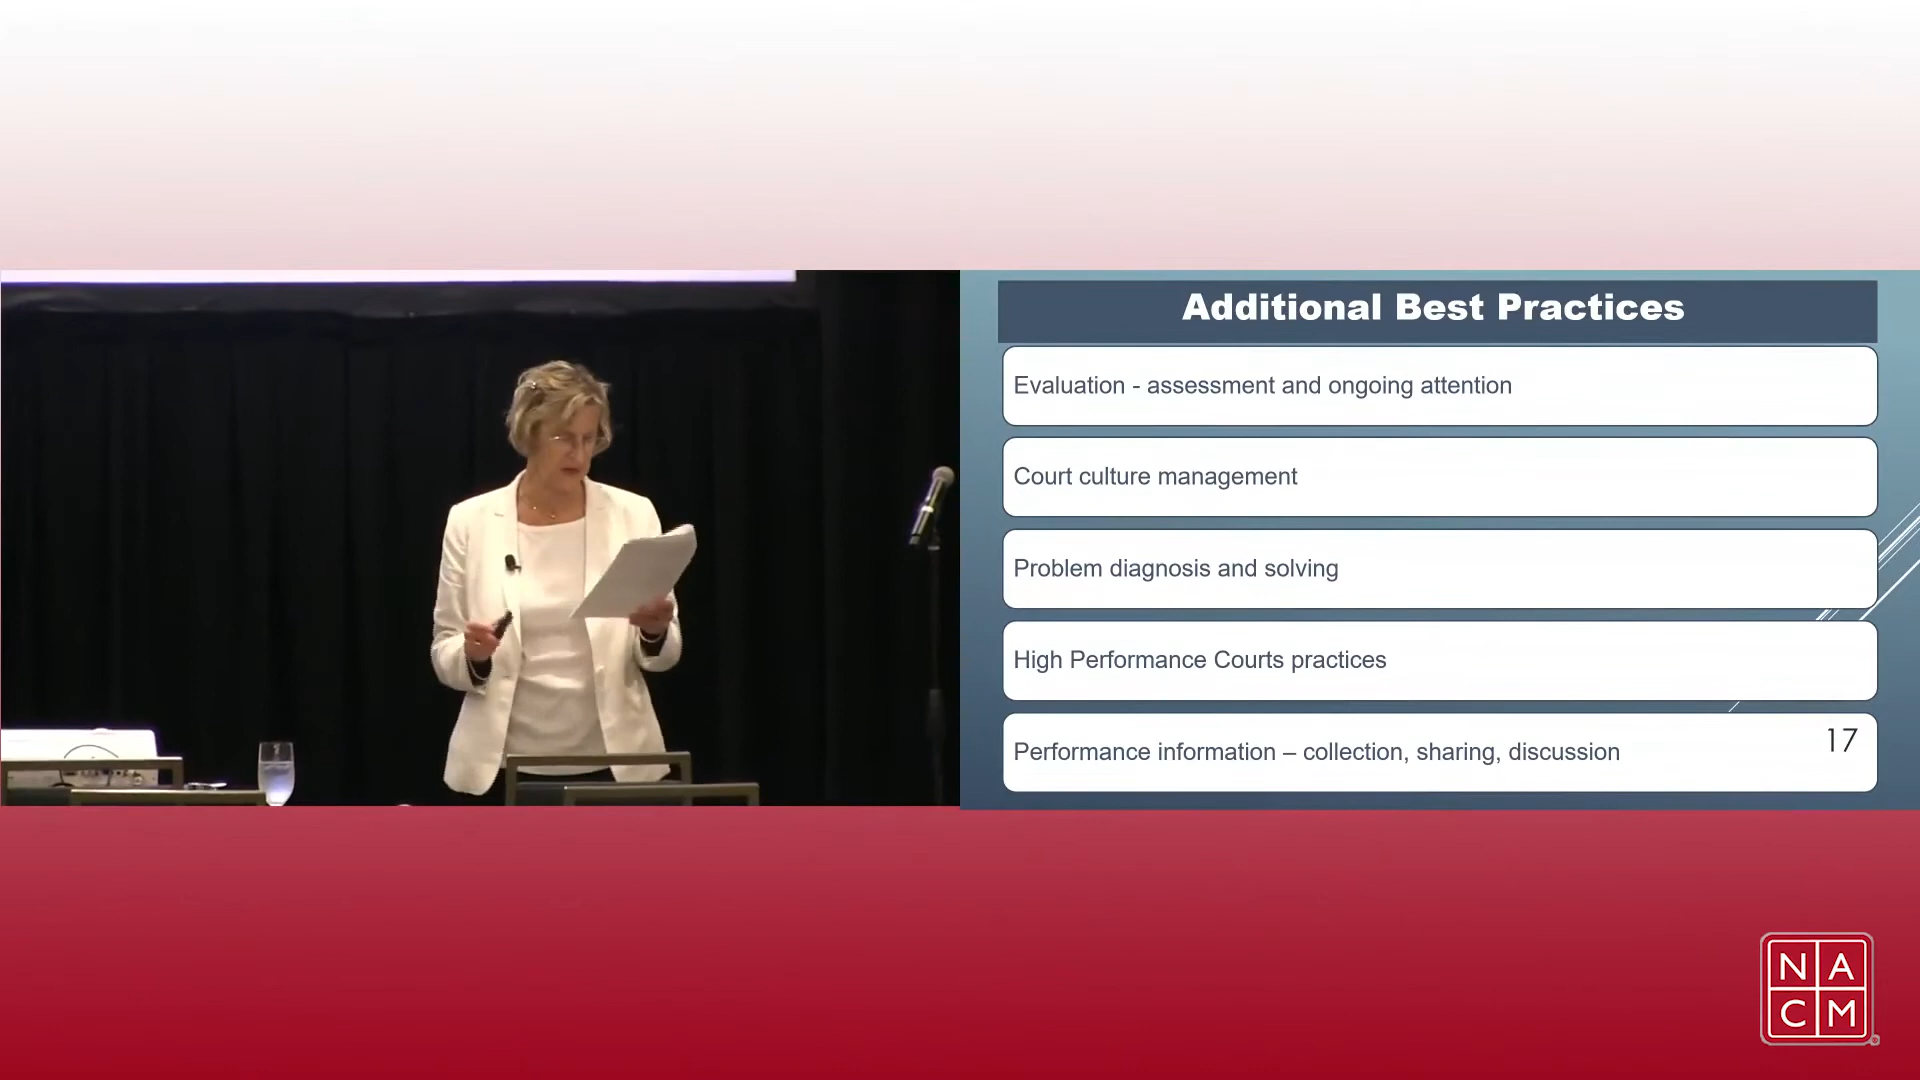 Additional Best Practices
Evaluation - assessment and ongoing attention
Court culture management
Problem diagnosis and solving
High Performance Courts practices
Performance information – collection, sharing, discussion
17
N A
C M